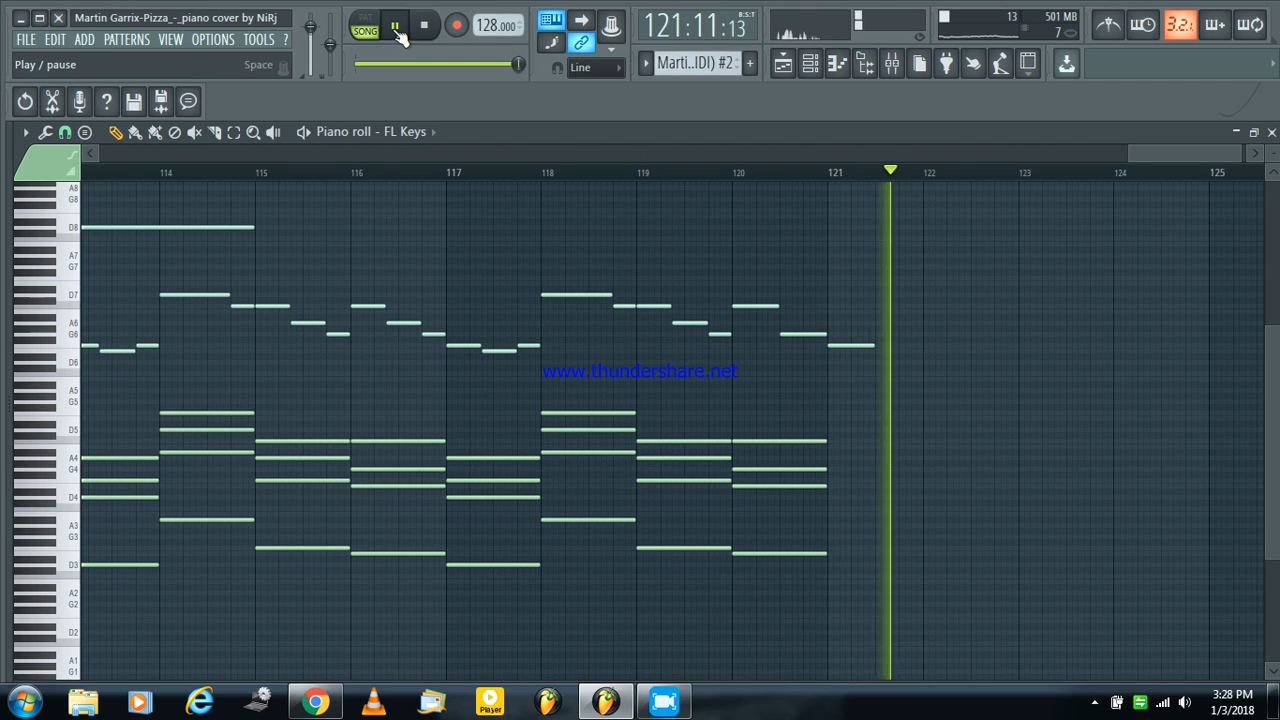 Martin Garrix-Pizza_-_piano cover by NiRj
FILE EDIT ADD PATTERNS VIEW OPTIONS TOOLS ?
Play / pause Space
PAT
SONG
128.000
Line
121:11:13
B:S:T
Marti..IDI) #2
13 501 MB
7
3.2.1
Piano roll - FL Keys
114 115 116 117 118 119 120 121 122 123 124 125
A8
G8
D8
A7
G7
D7
A6
G6
D6
www.thundershare.net
A5
G5
D5
A4
G4
D4
A3
G3
D3
A2
G2
D2
A1
G1
Player
3:28 PM
1/3/2018